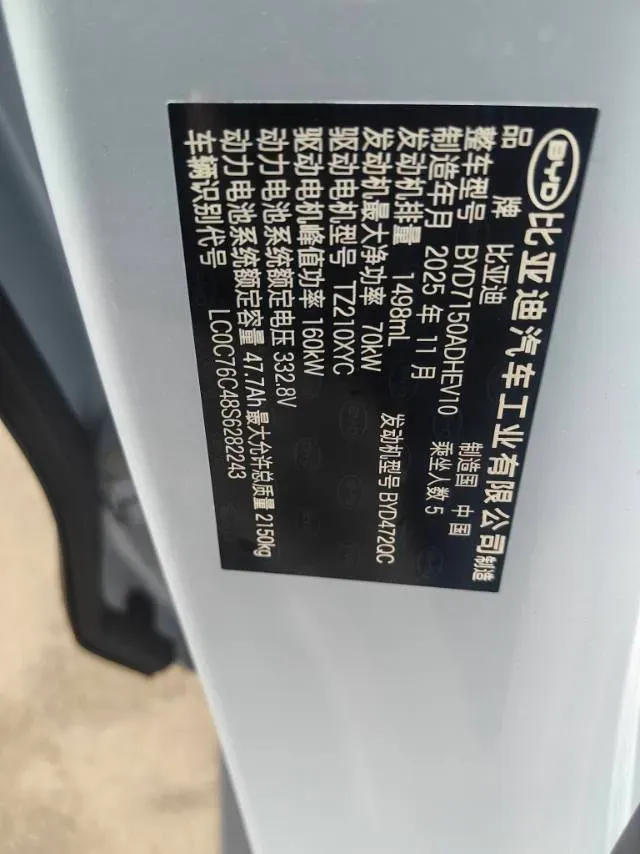 BYD 比亚迪汽车工业有限公司 制造
品牌 比亚迪 制造国 中国
整车型号 BYD7150ADHEV10 乘坐人数 5
制造年月 2025 年 11 月
发动机排量 1498mL 发动机型号 BYD472QC
发动机最大净功率 70kW
驱动电机型号 TZ210XYC
驱动电机峰值功率 160kW
动力电池系统额定电压 332.8V
动力电池系统额定容量 47.7Ah 最大允许总质量 2150kg
车辆识别代号 LC0C76C48S6282243